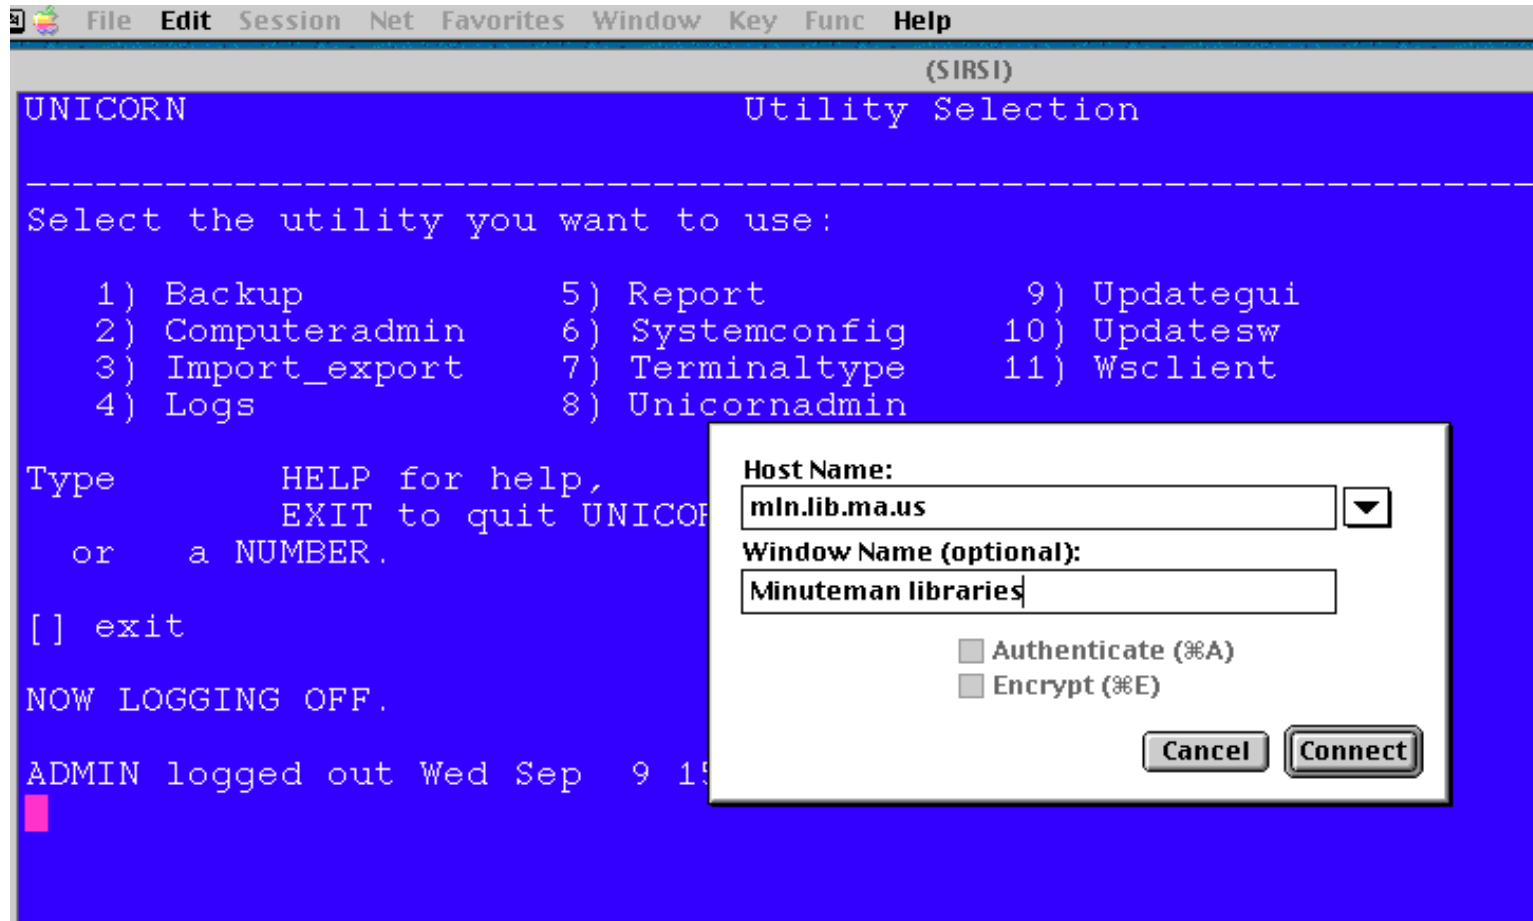 File Edit Session Net Favorites Window Key Func Help
(SIRSI)
UNICORN Utility Selection
Select the utility you want to use:
1) Backup 5) Report 9) Updategui
2) Computeradmin 6) Systemconfig 10) Updatesw
3) Import_export 7) Terminaltype 11) Wsclient
4) Logs 8) Unicornadmin
Type HELP for help,
EXIT to quit UNICOR
or a NUMBER.
[] exit
NOW LOGGING OFF.
ADMIN logged out Wed Sep 9 15
Host Name:
mln.lib.ma.us
Window Name (optional):
Minuteman libraries
Authenticate (⌘A)
Encrypt (⌘E)
Cancel Connect